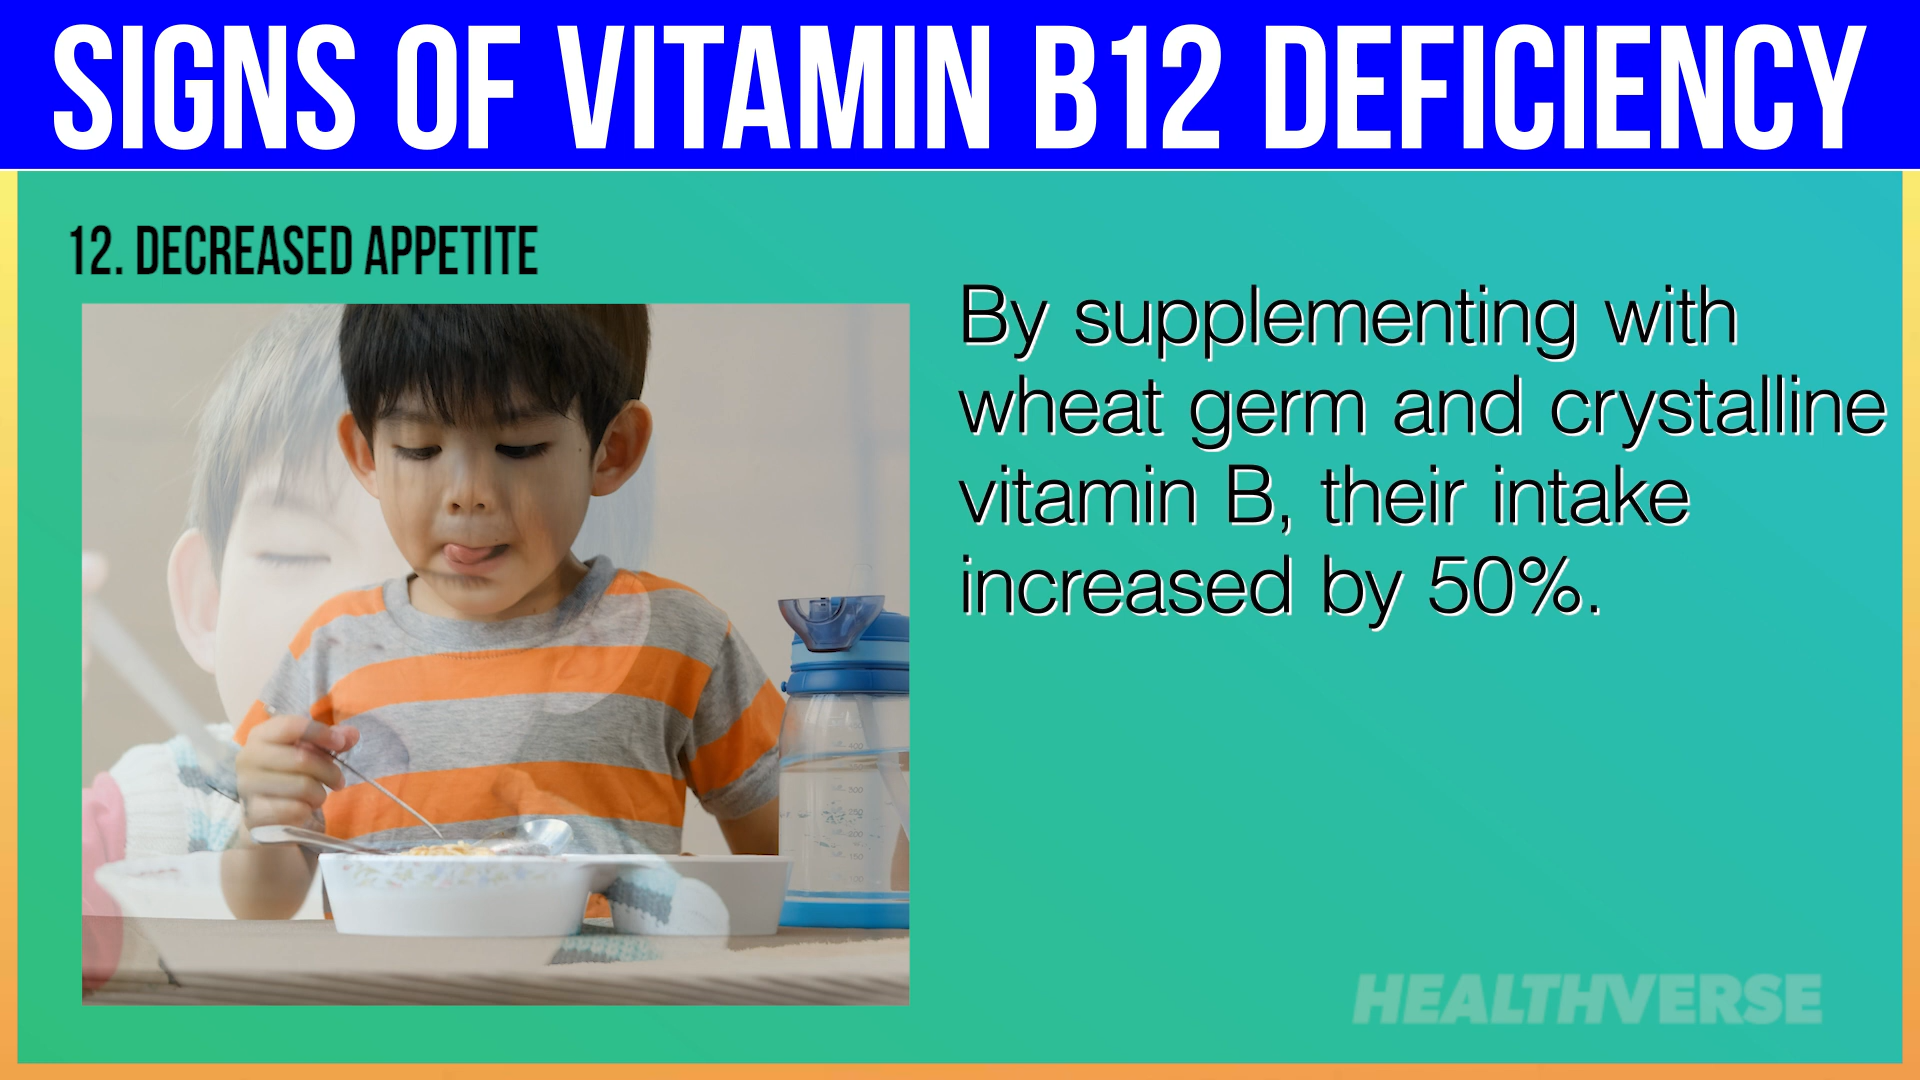 SIGNS OF VITAMIN B12 DEFICIENCY
12. DECREASED APPETITE
By supplementing with
wheat germ and crystalline
vitamin B, their intake
increased by 50%.
HEALTHVERSE